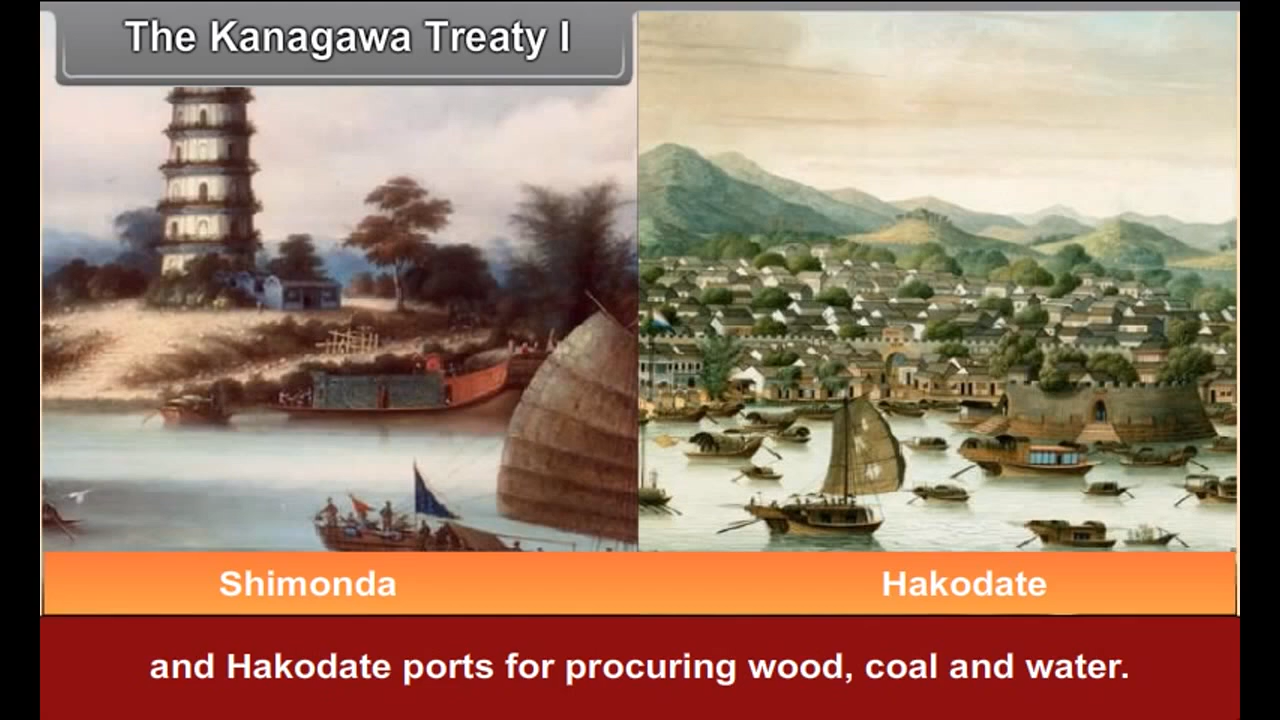 The Kanagawa Treaty I
Shimonda
Hakodate
and Hakodate ports for procuring wood, coal and water.